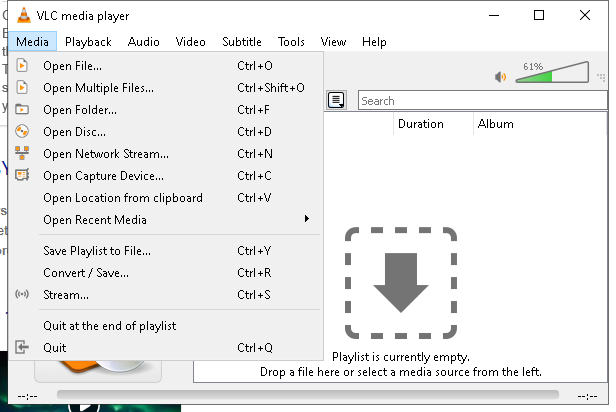 VLC media player
Media Playback Audio Video Subtitle Tools View Help
Open File... Ctrl+O
Open Multiple Files... Ctrl+Shift+O
Open Folder... Ctrl+F
Open Disc... Ctrl+D
Open Network Stream... Ctrl+N
Open Capture Device... Ctrl+C
Open Location from clipboard Ctrl+V
Open Recent Media
Save Playlist to File... Ctrl+Y
Convert / Save... Ctrl+R
Stream... Ctrl+S
Quit at the end of playlist
Quit Ctrl+Q
61%
Search
Duration Album
Playlist is currently empty.
Drop a file here or select a media source from the left.
--:-- --:--